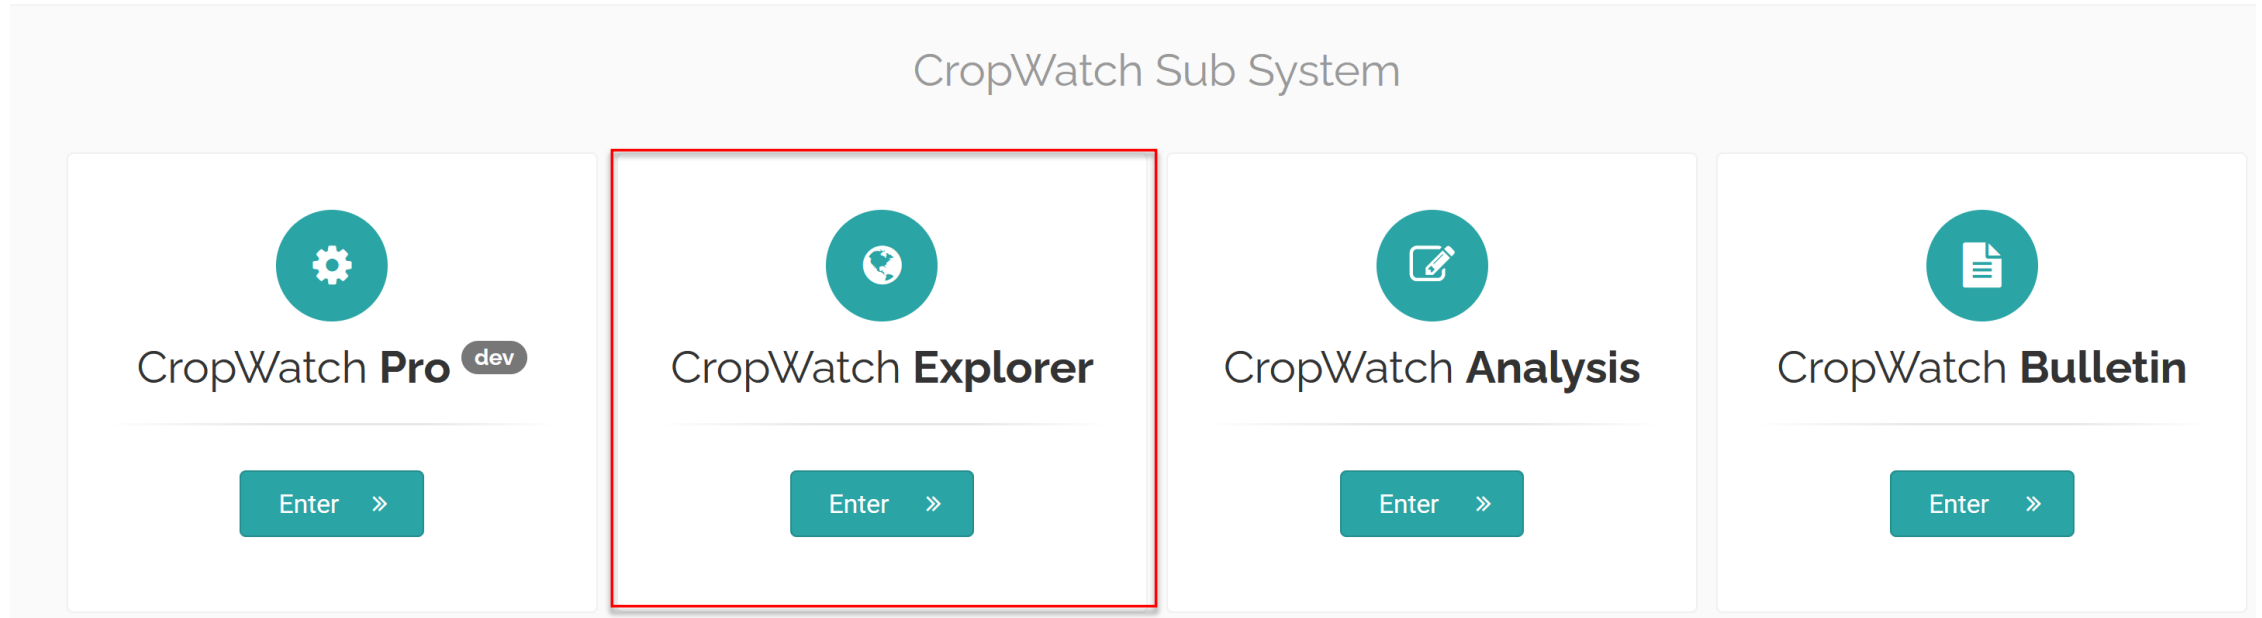 CropWatch Sub System
CropWatch Pro dev
Enter »
CropWatch Explorer
Enter »
CropWatch Analysis
Enter »
CropWatch Bulletin
Enter »